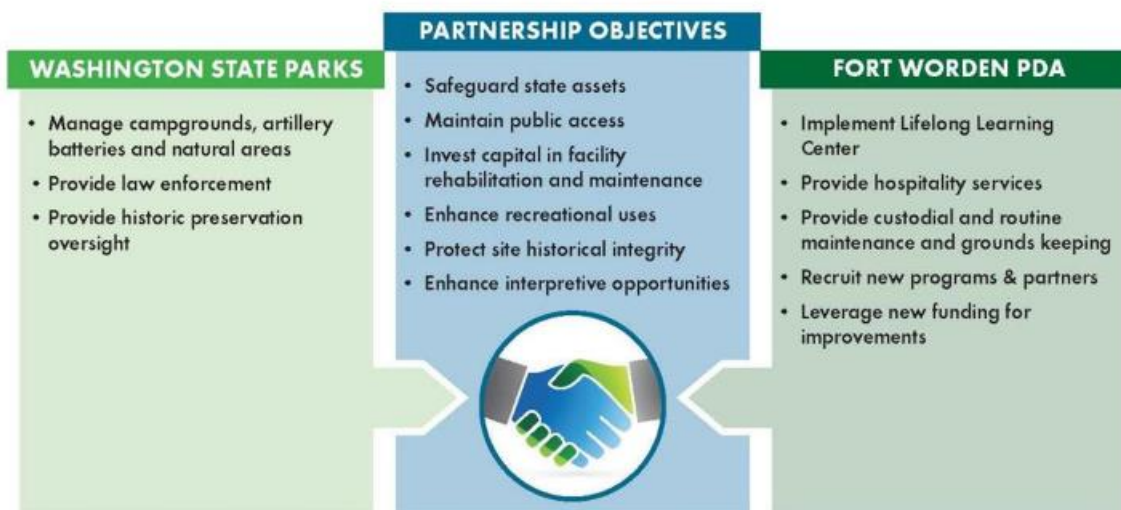 WASHINGTON STATE PARKS
• Manage campgrounds, artillery
batteries and natural areas
• Provide law enforcement
• Provide historic preservation
oversight
PARTNERSHIP OBJECTIVES
• Safeguard state assets
• Maintain public access
• Invest capital in facility
rehabilitation and maintenance
• Enhance recreational uses
• Protect site historical integrity
• Enhance interpretive opportunities
FORT WORDEN PDA
• Implement Lifelong Learning
Center
• Provide hospitality services
• Provide custodial and routine
maintenance and grounds keeping
• Recruit new programs & partners
• Leverage new funding for
improvements